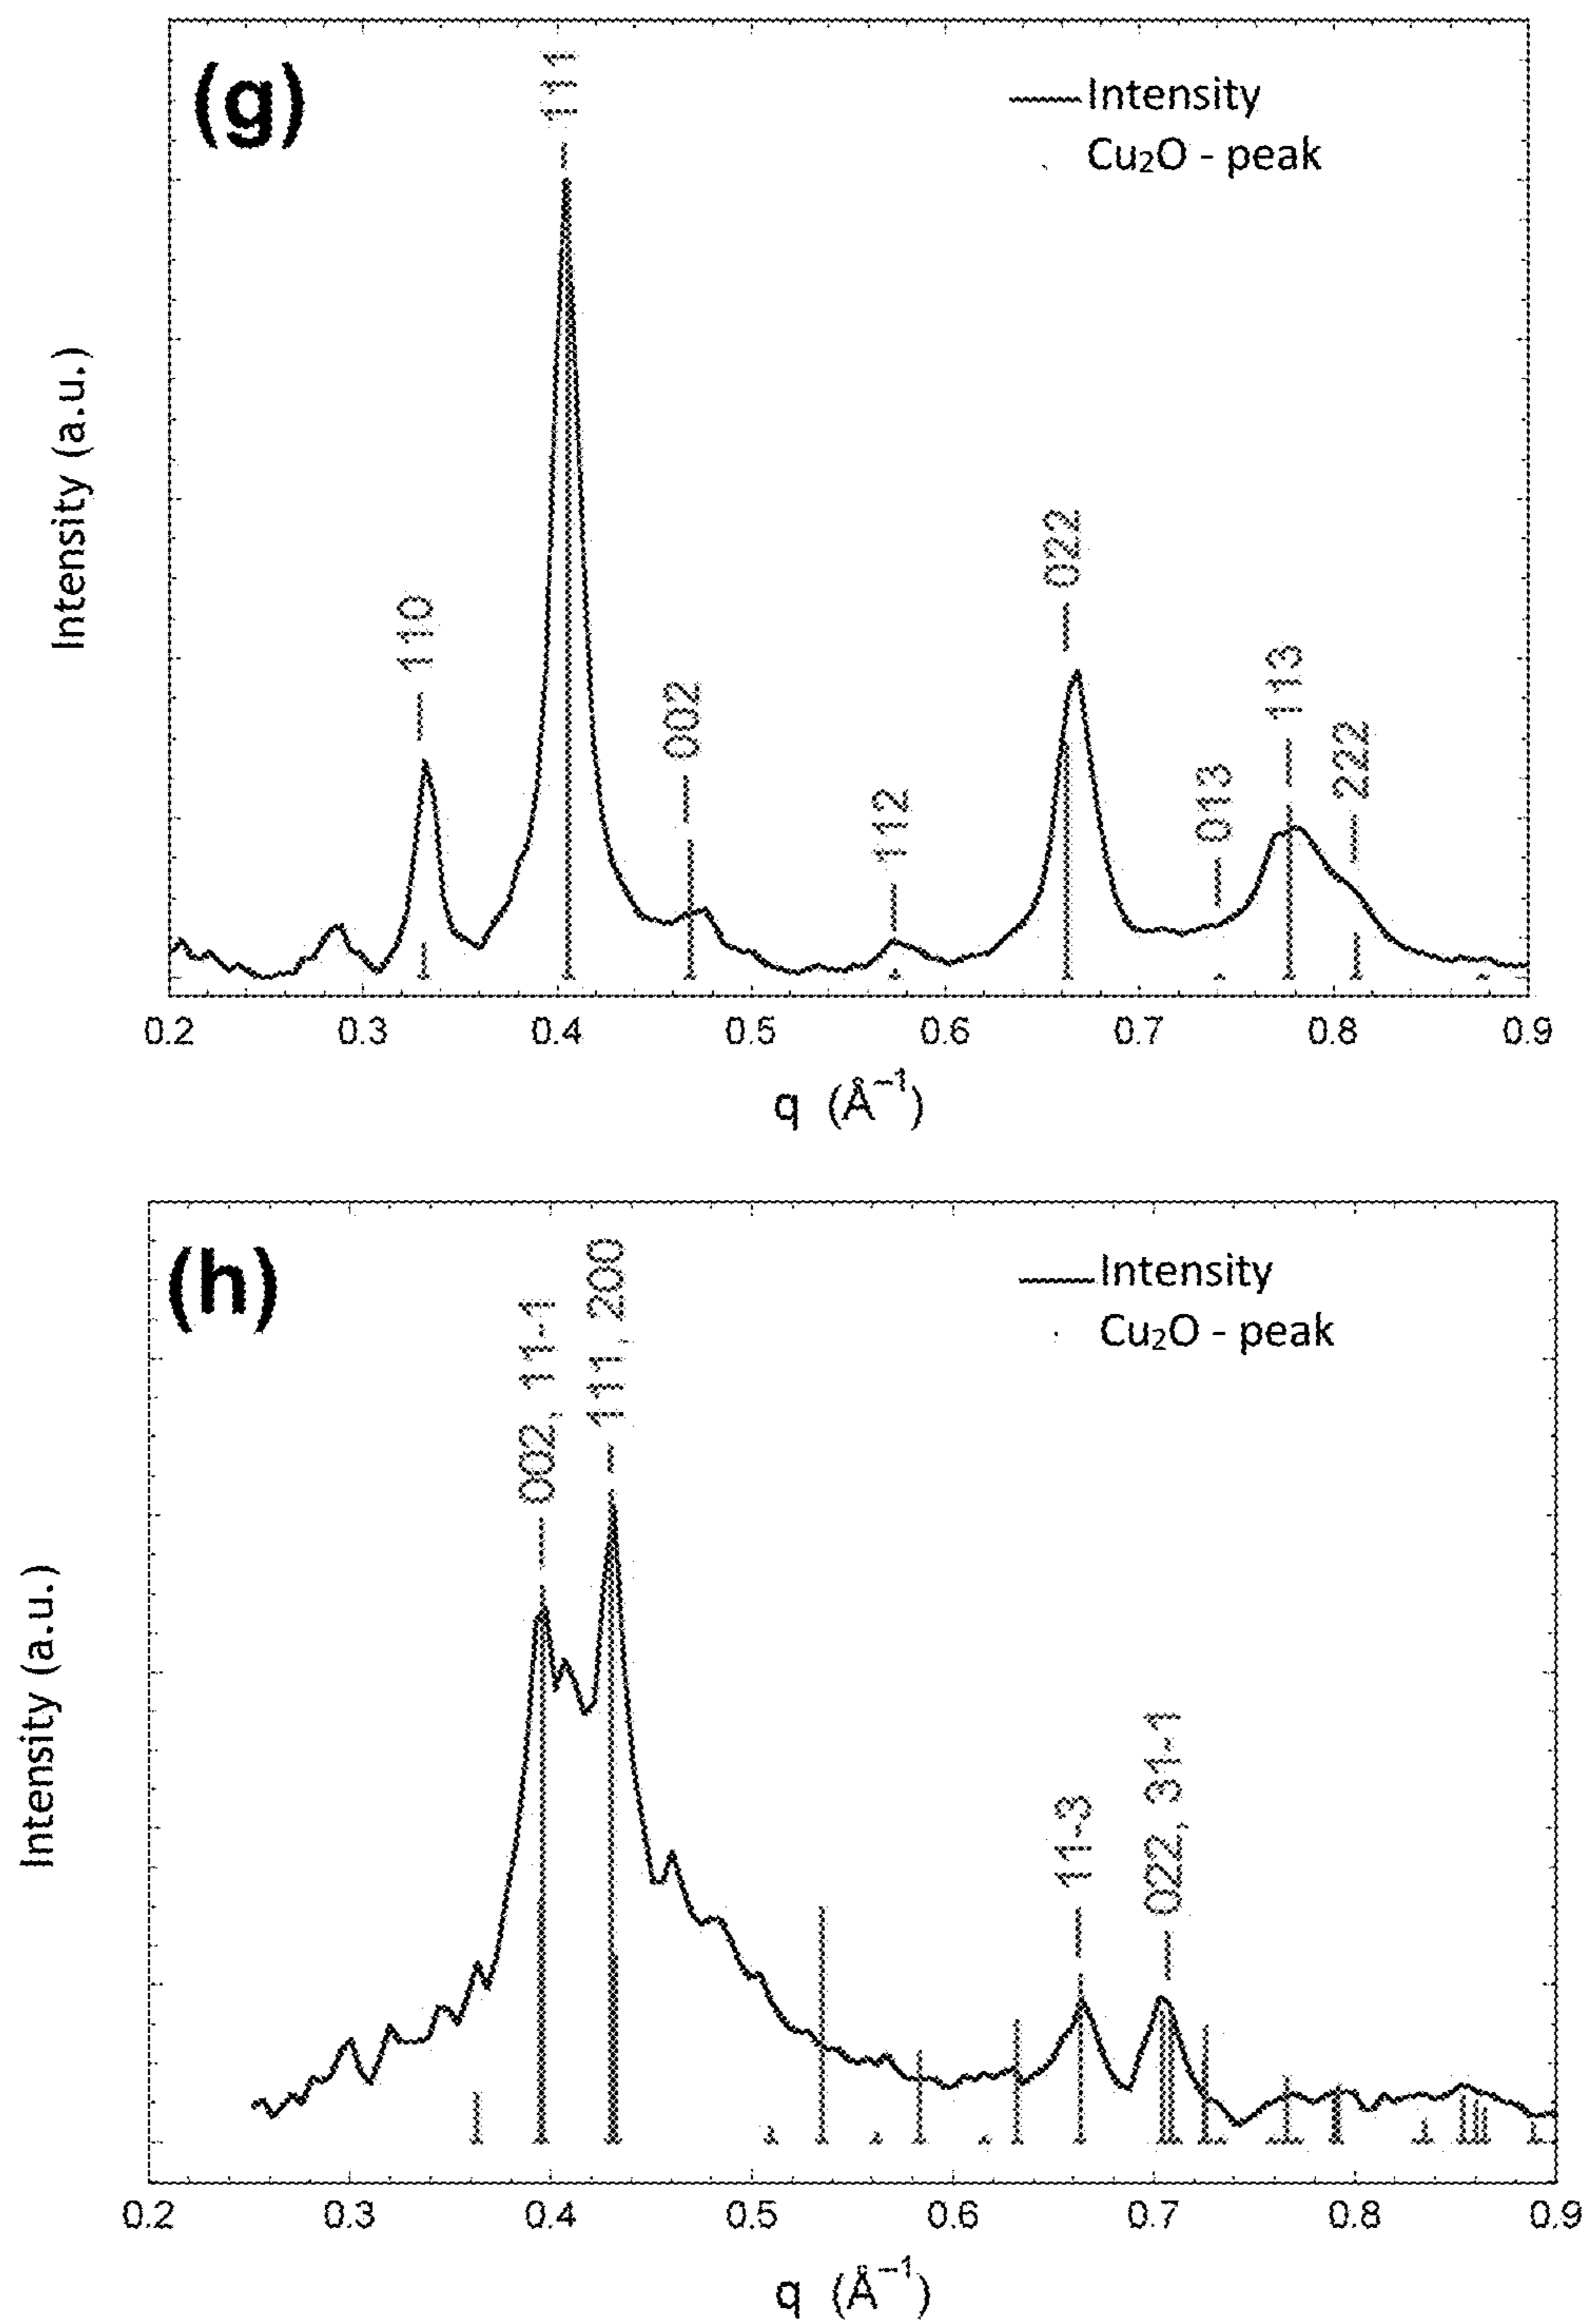 (g)
Intensity
Cu₂O - peak
Intensity (a.u.)
110
111
002
112
022
013
113
222
0.2 0.3 0.4 0.5 0.6 0.7 0.8 0.9
q (Å⁻¹)
(h)
Intensity
Cu₂O - peak
Intensity (a.u.)
002, 11-1
111, 200
11-3
022, 31-1
0.2 0.3 0.4 0.5 0.6 0.7 0.8 0.9
q (Å⁻¹)